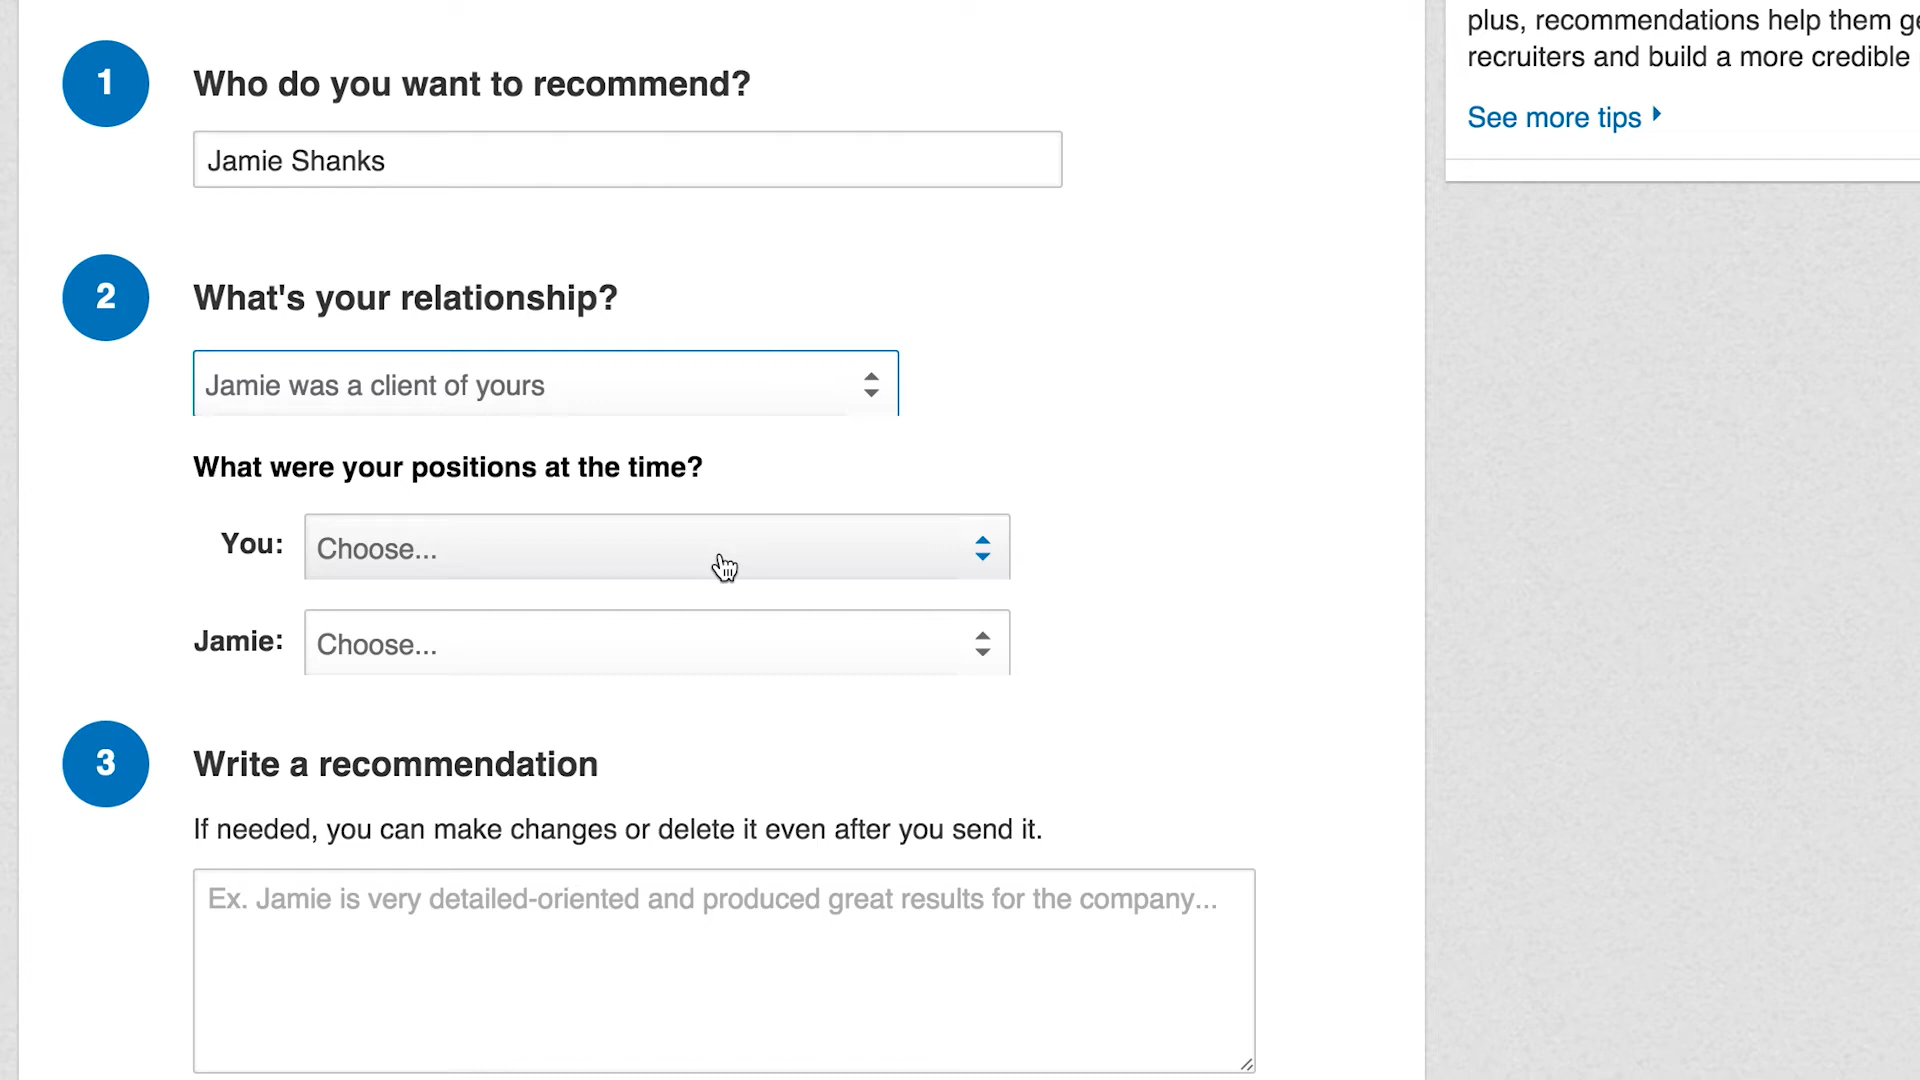 plus, recommendations help them
recruiters and build a more credible
See more tips
1
Who do you want to recommend?
Jamie Shanks
2
What's your relationship?
Jamie was a client of yours
What were your positions at the time?
You:
Choose...
Jamie:
Choose...
3
Write a recommendation
If needed, you can make changes or delete it even after you send it.
Ex. Jamie is very detailed-oriented and produced great results for the company...